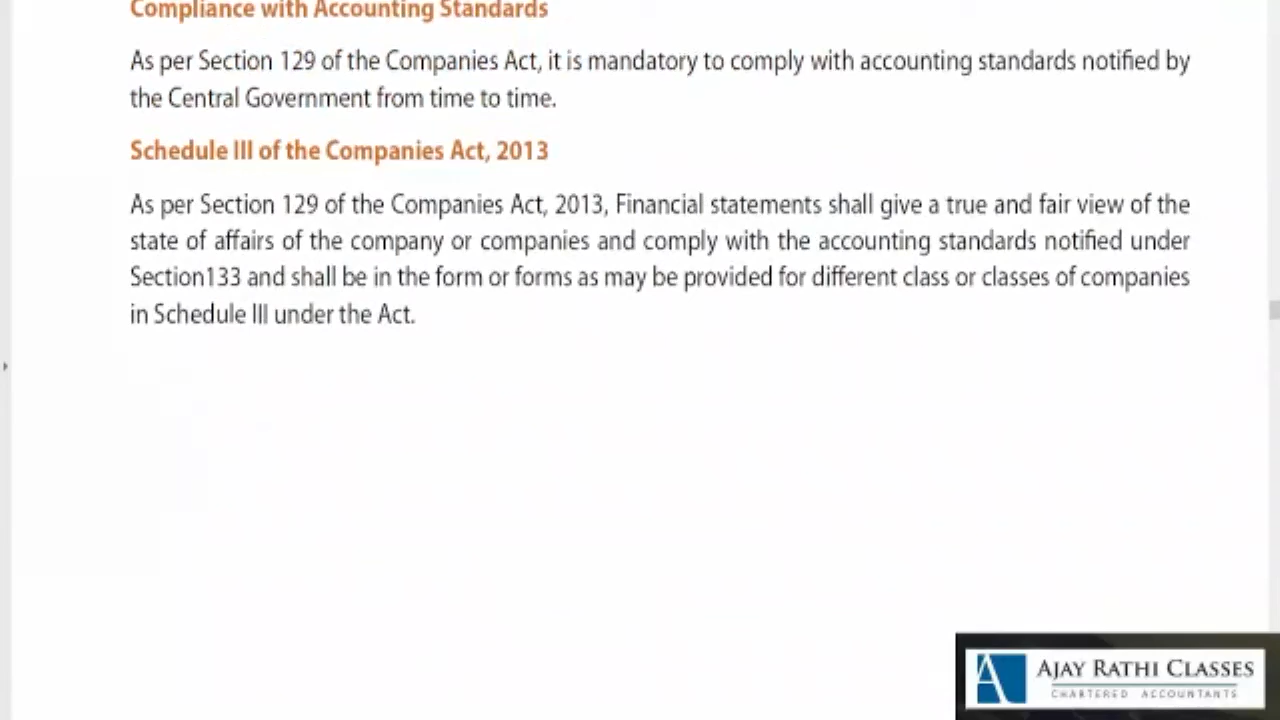 Compliance with Accounting Standards
As per Section 129 of the Companies Act, it is mandatory to comply with accounting standards notified by
the Central Government from time to time.
Schedule III of the Companies Act, 2013
As per Section 129 of the Companies Act, 2013, Financial statements shall give a true and fair view of the
state of affairs of the company or companies and comply with the accounting standards notified under
Section133 and shall be in the form or forms as may be provided for different class or classes of companies
in Schedule III under the Act.
AJAY RATHI CLASSES
CHARTERED ACCOUNTANTS